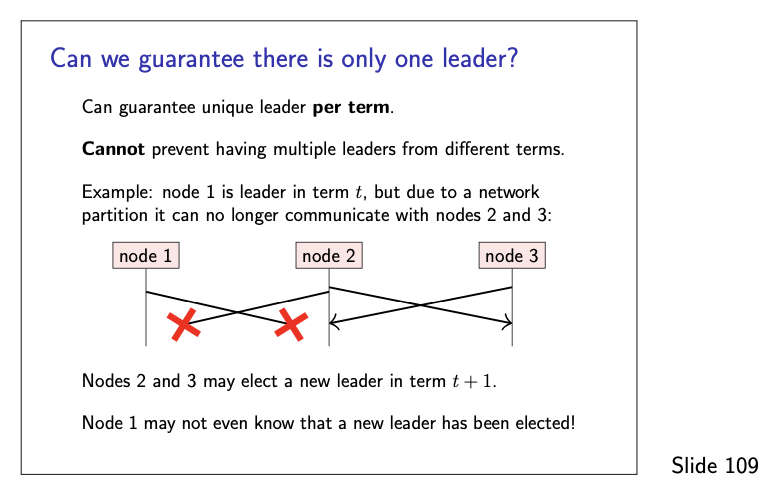 Can we guarantee there is only one leader?
Can guarantee unique leader per term.
Cannot prevent having multiple leaders from different terms.
Example: node 1 is leader in term t, but due to a network
partition it can no longer communicate with nodes 2 and 3:
node 1
node 2
node 3
Nodes 2 and 3 may elect a new leader in term t + 1.
Node 1 may not even know that a new leader has been elected!
Slide 109